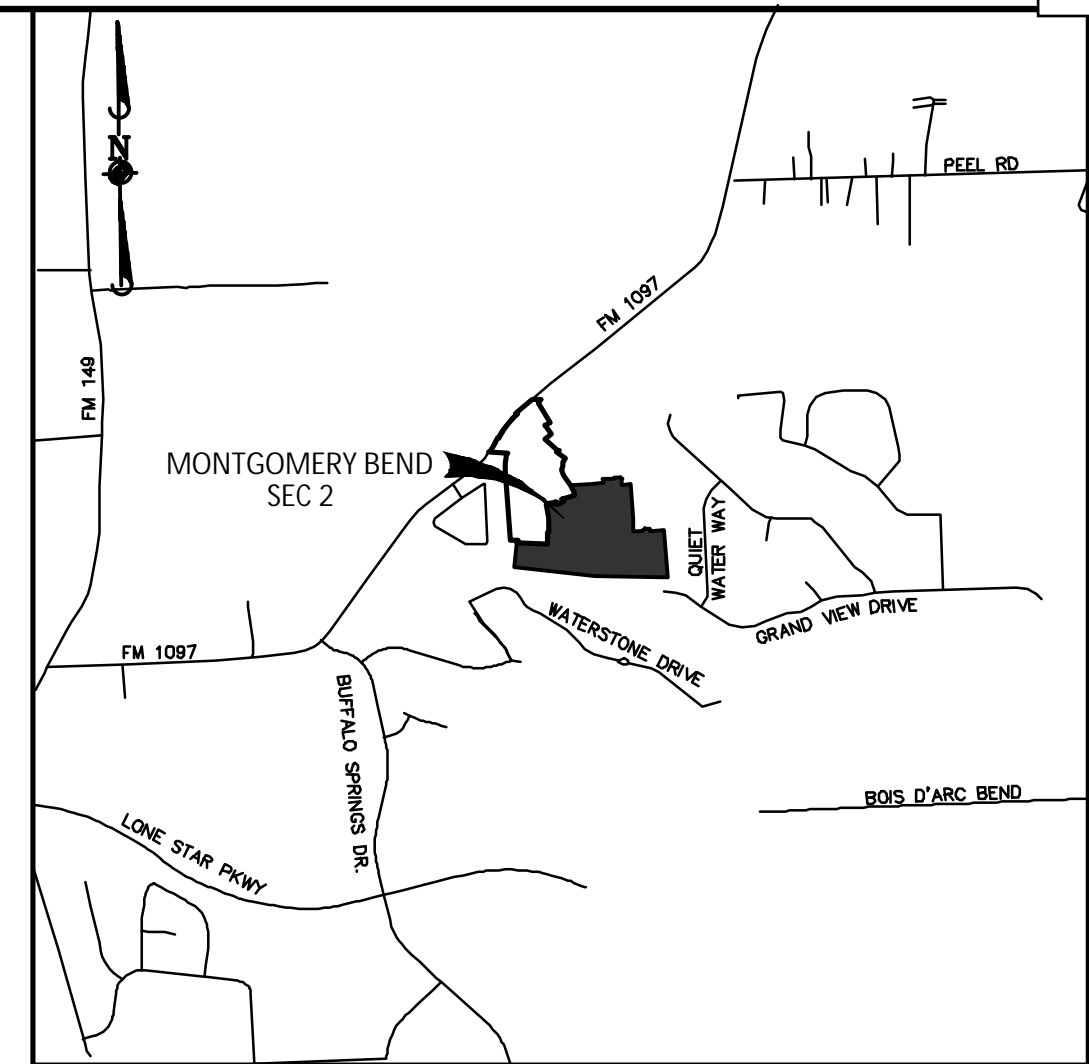 N
PEEL RD
FM 1097
FM 149
MONTGOMERY BEND
SEC 2
QUIET
WATER WAY
GRAND VIEW DRIVE
WATERSTONE DRIVE
FM 1097
BUFFALO SPRINGS DR.
BOIS D'ARC BEND
LONE STAR PKWY